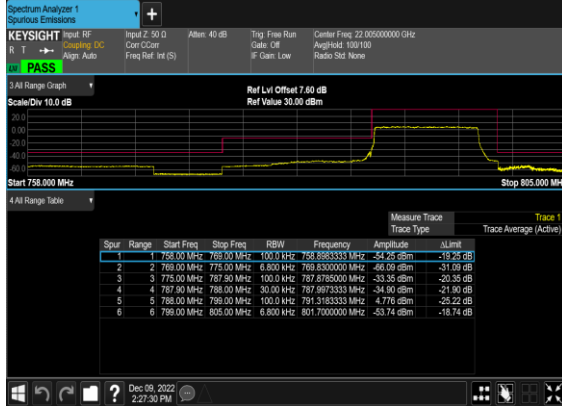 Spectrum Analyzer 1
Spurious Emissions
+
KEYSIGHT Input: RF Input Z: 50 Ω Atten: 40 dB Trig: Free Run Center Freq: 22.005000000 GHz
R T Coupling: DC Corr CCorr Gate: Off Avg|Hold: 100/100
Align: Auto Freq Ref: Int (S) IF Gain: Low Radio Std: None
PASS
3 All Range Graph
Scale/Div 10.0 dB
Ref Lvl Offset 7.60 dB
Ref Value 30.00 dBm
20.0
0.00
-20.0
-40.0
-60.0
Start 758.000 MHz Stop 805.000 MH
4 All Range Table
Measure Trace Trace 1
Trace Type Trace Average (Active)
Spur Range Start Freq Stop Freq RBW Frequency Amplitude ΔLimit
1 1 758.00 MHz 769.00 MHz 100.0 kHz 758.8983333 MHz -54.25 dBm -19.25 dB
2 2 769.00 MHz 775.00 MHz 6.800 kHz 769.8300000 MHz -66.09 dBm -31.09 dB
3 3 775.00 MHz 787.90 MHz 100.0 kHz 787.8785000 MHz -33.35 dBm -20.35 dB
4 4 787.90 MHz 788.00 MHz 30.00 kHz 787.9973333 MHz -34.90 dBm -21.90 dB
5 5 788.00 MHz 799.00 MHz 100.0 kHz 791.3183333 MHz 4.776 dBm -25.22 dB
6 6 799.00 MHz 805.00 MHz 6.800 kHz 801.7000000 MHz -53.74 dBm -18.74 dB
? Dec 09, 2022
2:27:30 PM